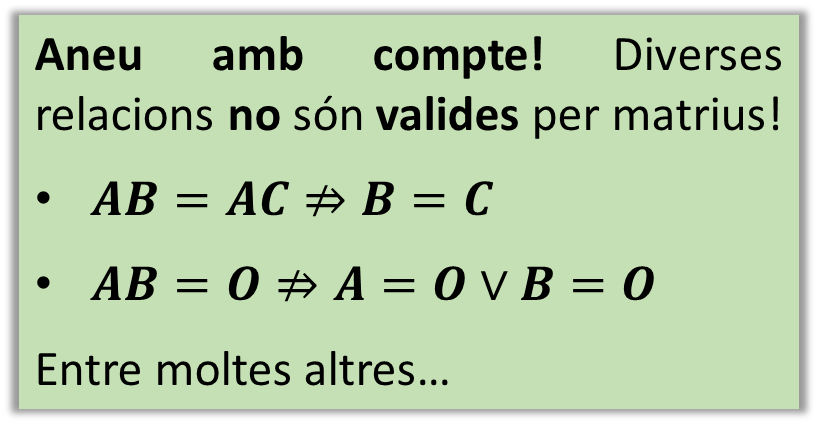 Aneu amb compte! Diverses
relacions no són valides per matrius!
• AB = AC ⇏ B = C
• AB = O ⇏ A = O ∨ B = O
Entre moltes altres...